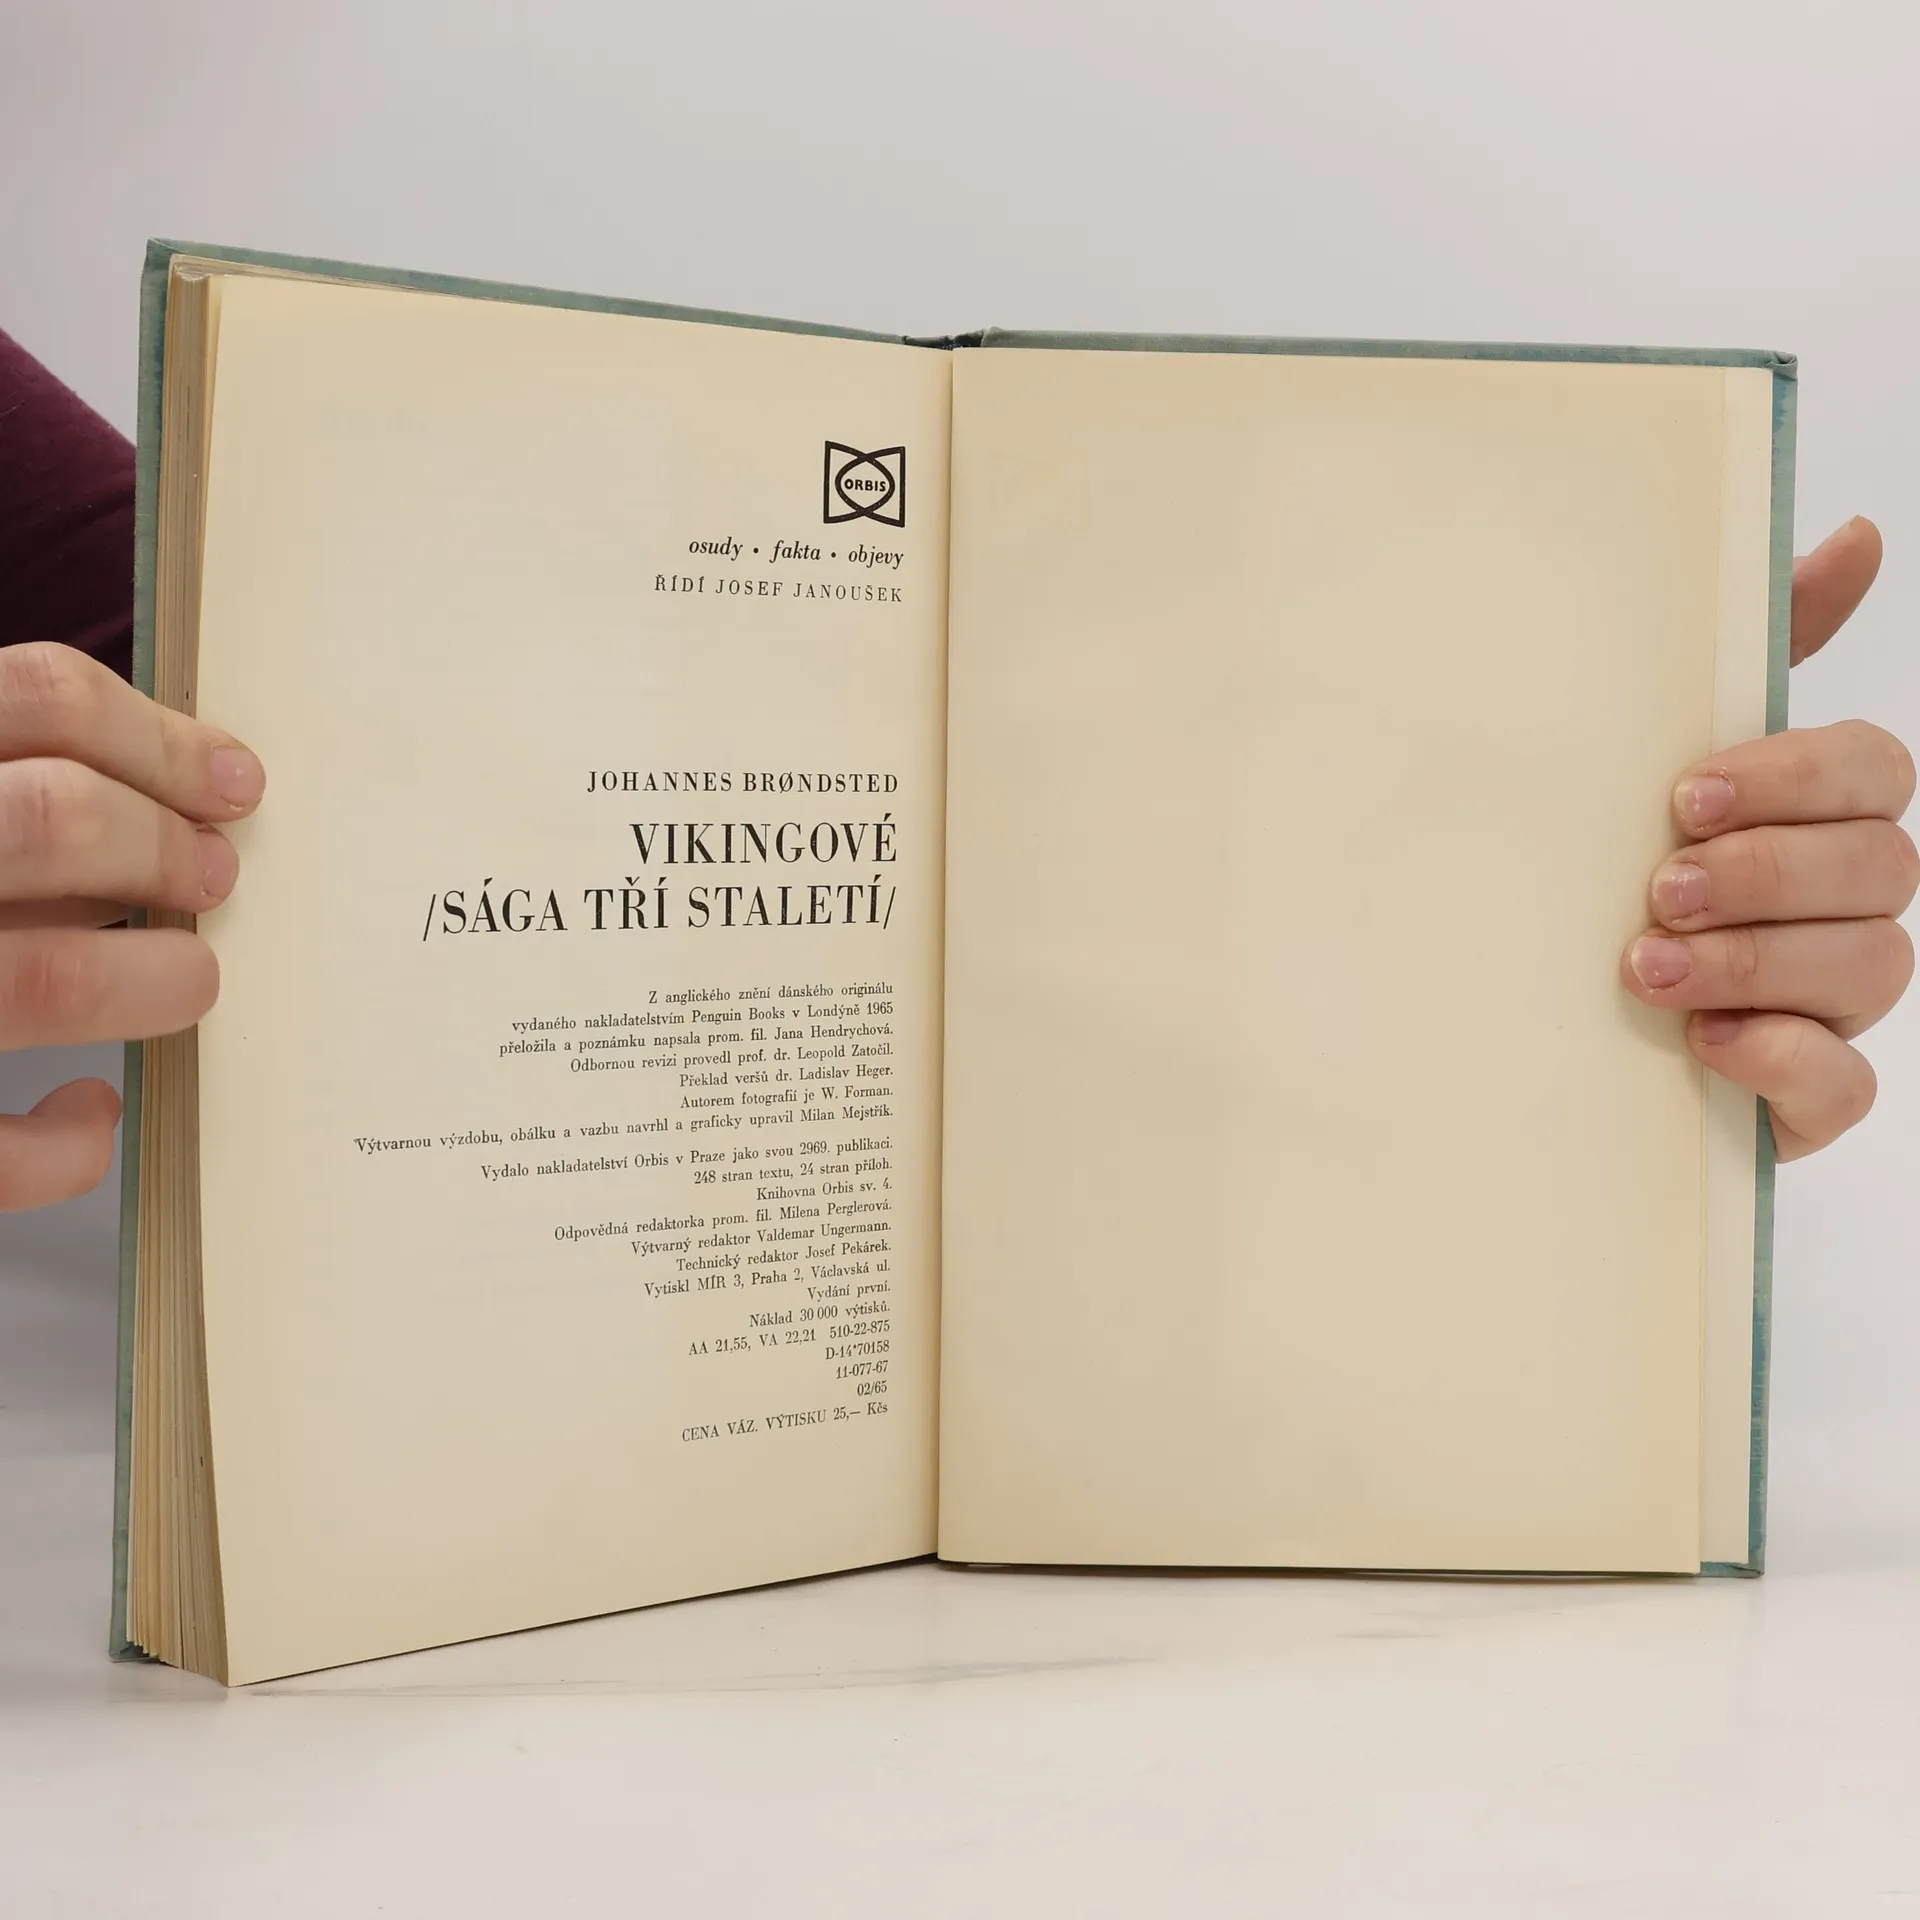 ORBIS
osudy • fakta • objevy
ŘÍDÍ JOSEF JANOUŠEK
JOHANNES BRØNDSTED
VIKINGOVÉ
/SÁGA TŘÍ STALETÍ/
Z anglického znění dánského originálu
vydaného nakladatelstvím Penguin Books v Londýně 1965
přeložila a poznámku napsala prom. fil. Jana Hendrychová.
Odbornou revizi provedl prof. dr. Leopold Zatočil.
Překlad veršů dr. Ladislav Heger.
Autorem fotografií je W. Forman.
Výtvarnou výzdobu, obálku a vazbu navrhl a graficky upravil Milan Mejstřík.
Vydalo nakladatelství Orbis v Praze jako svou 2969. publikaci.
248 stran textu, 24 stran příloh.
Knihovna Orbis sv. 4.
Odpovědná redaktorka prom. fil. Milena Perglerová.
Výtvarný redaktor Valdemar Ungermann.
Technický redaktor Josef Pekárek.
Vytiskl MÍR 3, Praha 2, Václavská ul.
Vydání první.
Náklad 30 000 výtisků.
AA 21,55, VA 22,21 510-22-875
D-14*70158
11-077-67
02/65
CENA VÁZ. VÝTISKU 25,— Kčs